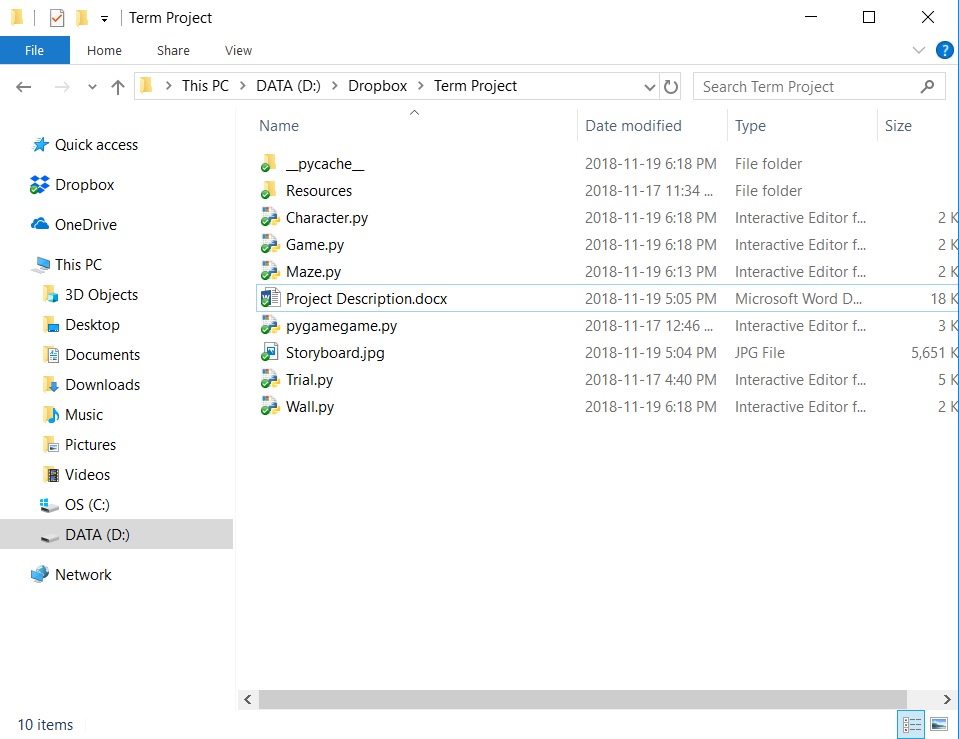 Term Project
File Home Share View
This PC DATA (D:) Dropbox Term Project Search Term Project
Name Date modified Type Size
Quick access
Dropbox
OneDrive
This PC
3D Objects
Desktop
Documents
Downloads
Music
Pictures
Videos
OS (C:)
DATA (D:)
Network
__pycache__ 2018-11-19 6:18 PM File folder
Resources 2018-11-17 11:34 ... File folder
Character.py 2018-11-19 6:18 PM Interactive Editor f... 2 K
Game.py 2018-11-19 6:18 PM Interactive Editor f... 2 K
Maze.py 2018-11-19 6:13 PM Interactive Editor f... 2 K
Project Description.docx 2018-11-19 5:05 PM Microsoft Word D... 18 K
pygamegame.py 2018-11-17 12:46 ... Interactive Editor f... 3 K
Storyboard.jpg 2018-11-19 5:04 PM JPG File 5,651 K
Trial.py 2018-11-17 4:40 PM Interactive Editor f... 5 K
Wall.py 2018-11-19 6:18 PM Interactive Editor f... 2 K
10 items